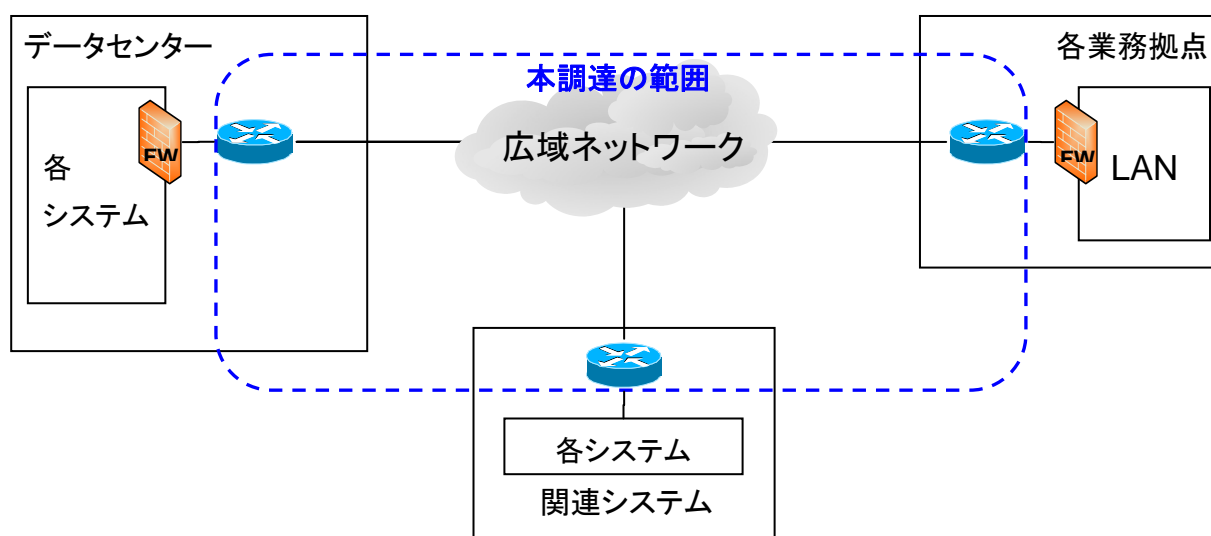 データセンター
各業務拠点
本調達の範囲
広域ネットワーク
FW
FW
各
システム
LAN
各システム
関連システム